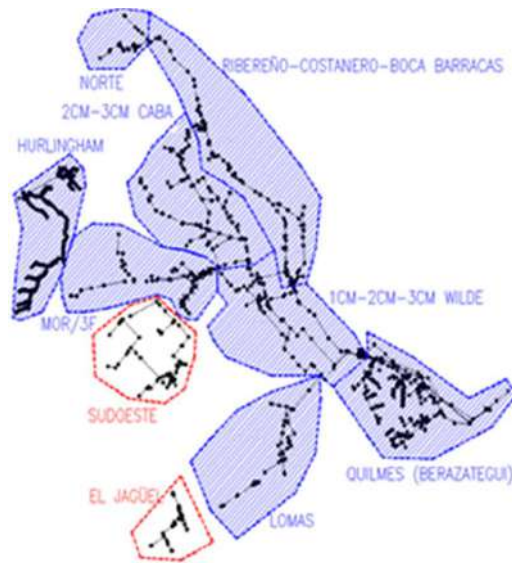 NORTE
RIBEREÑO-COSTANERO-BOCA BARRACAS
2CM-3CM CABA
HURLINGHAM
1CM-2CM-3CM WILDE
MOR/3F
SUDOESTE
QUILMES (BERAZATEGUI)
EL JAGÜEL
LOMAS